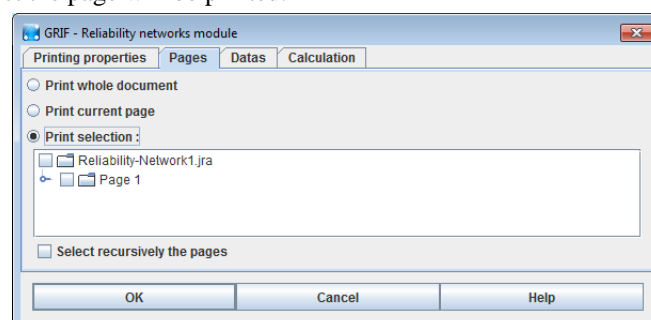 GRIF - Reliability networks module
Printing properties Pages Datas Calculation
Print whole document
Print current page
Print selection :
Reliability-Network1.jra
Page 1
Select recursively the pages
OK Cancel Help